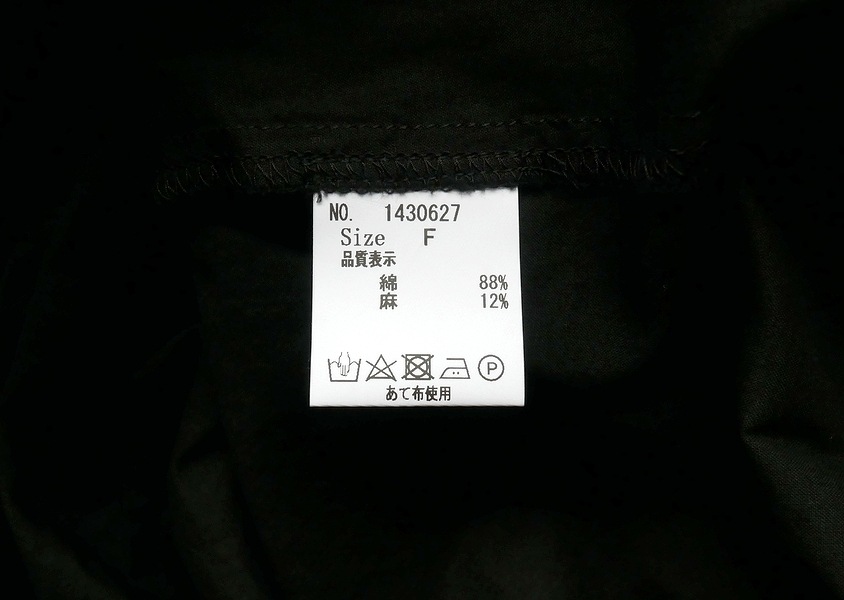 NO. 1430627
Size F
品質表示
綿 88%
麻 12%
P
あて布使用